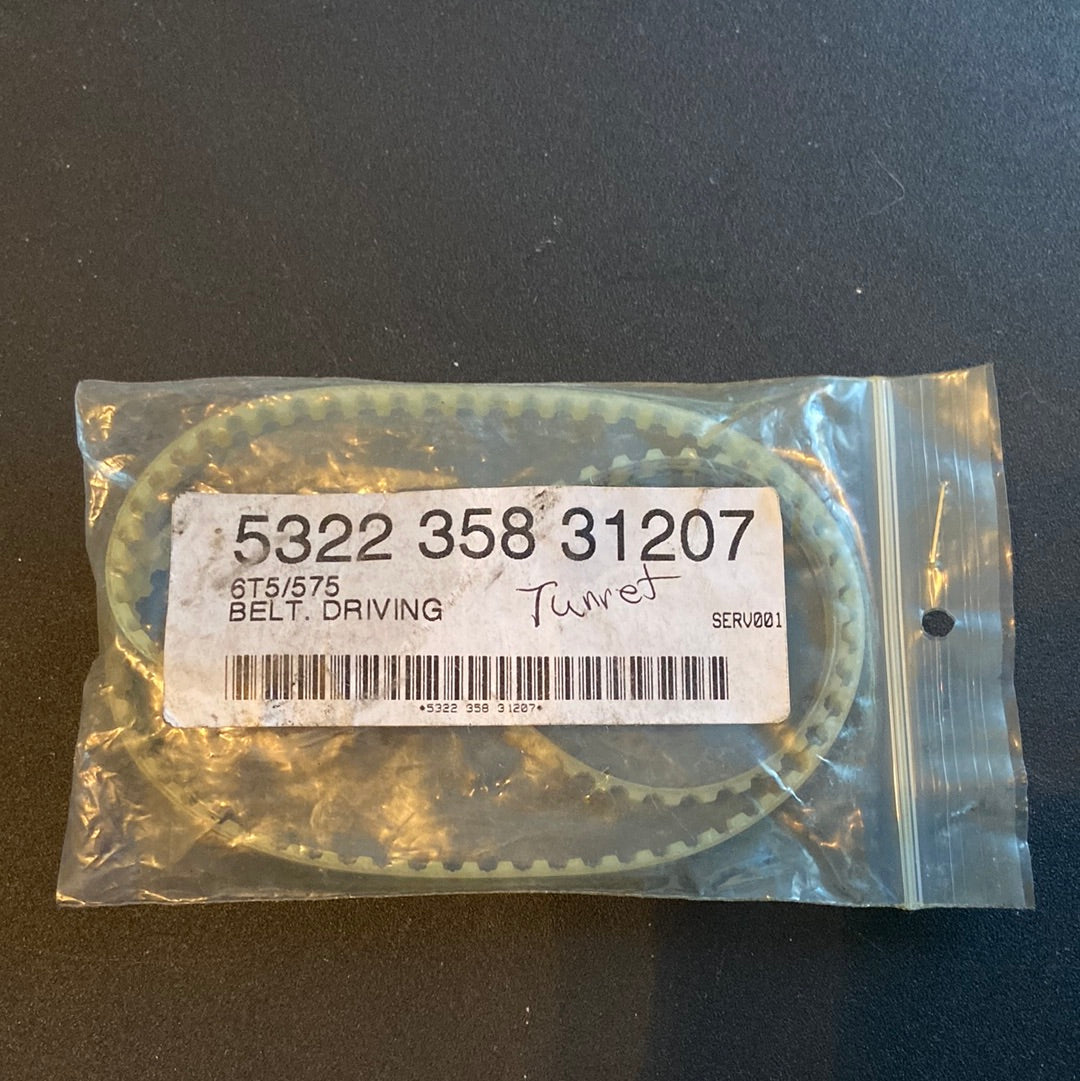 5322 358 31207
6T5/575
BELT. DRIVING
Turret
SERV001
*5322 358 31207*